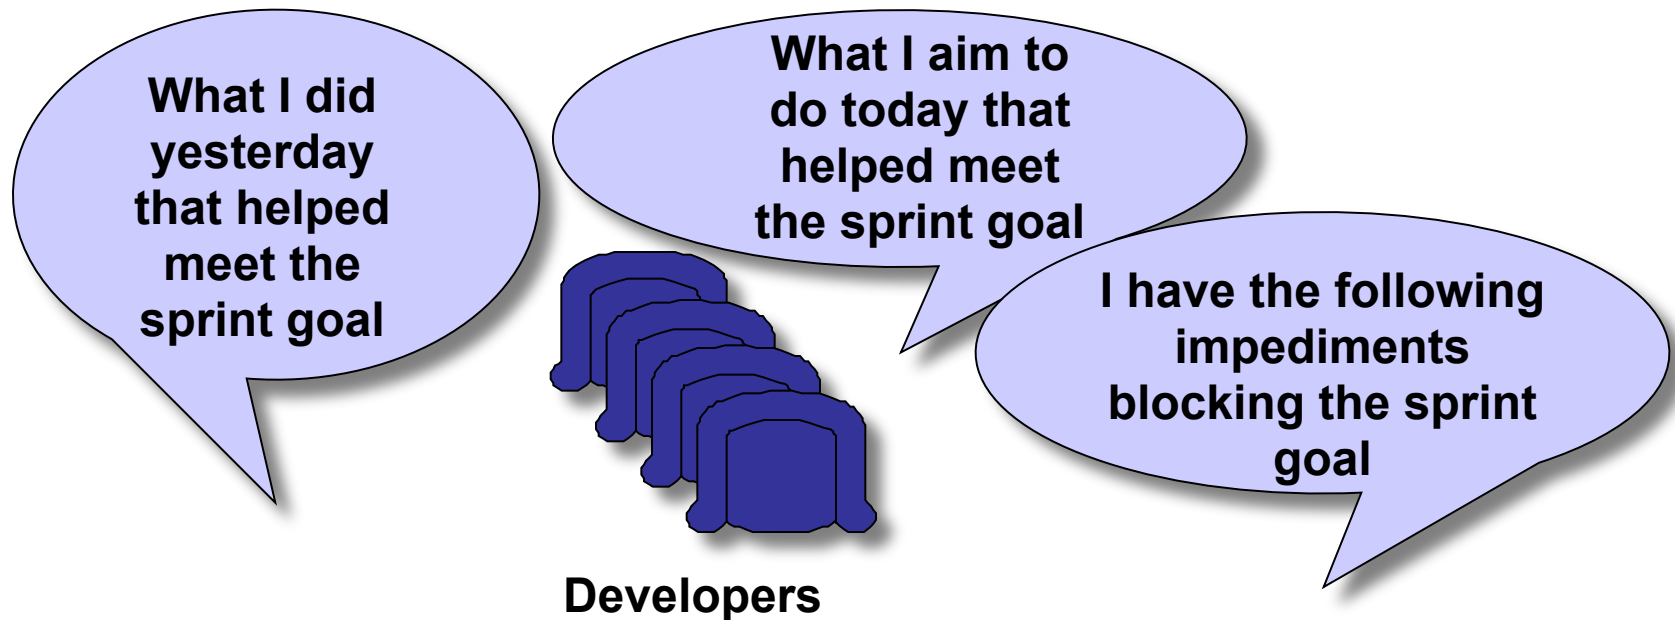 What I did
yesterday
that helped
meet the
sprint goal
What I aim to
do today that
helped meet
the sprint goal
I have the following
impediments
blocking the sprint
goal
Developers